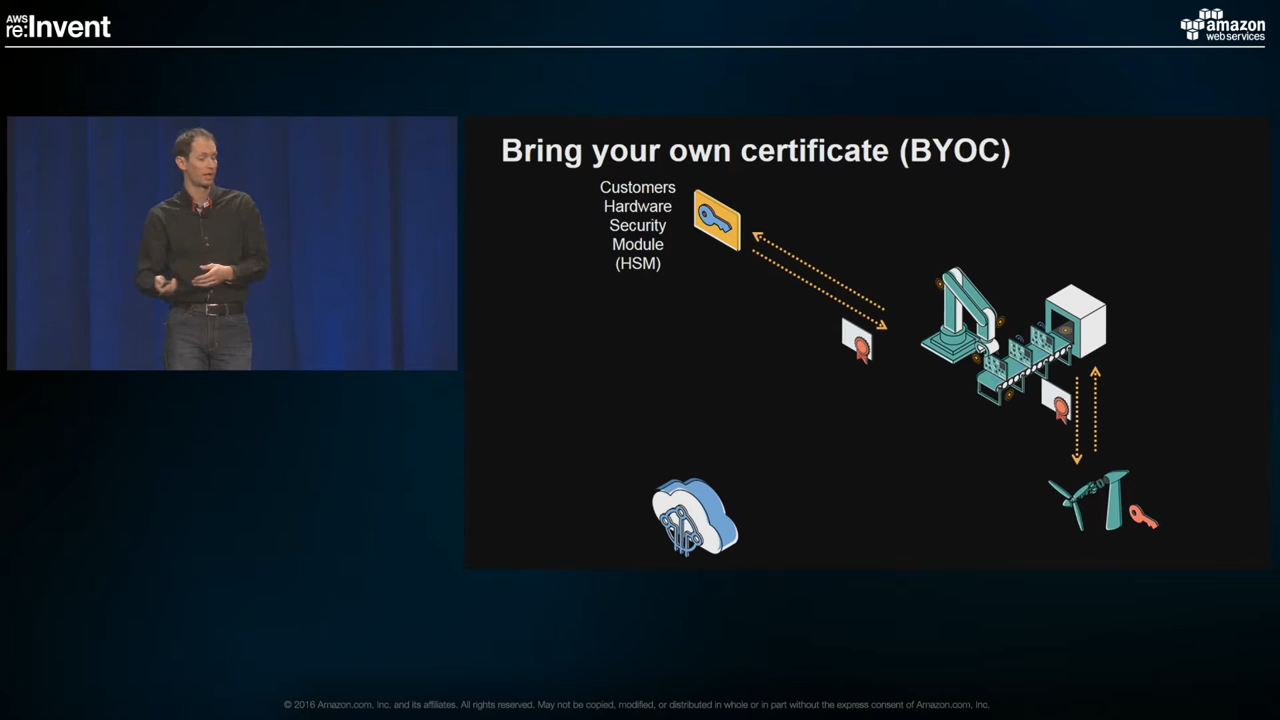 AWS
re:Invent
amazon
web services
Bring your own certificate (BYOC)
Customers
Hardware
Security
Module
(HSM)
© 2016 Amazon.com, Inc. and its affiliates. All rights reserved. May not be copied, modified, or distributed in whole or in part without the express consent of Amazon.com, Inc.